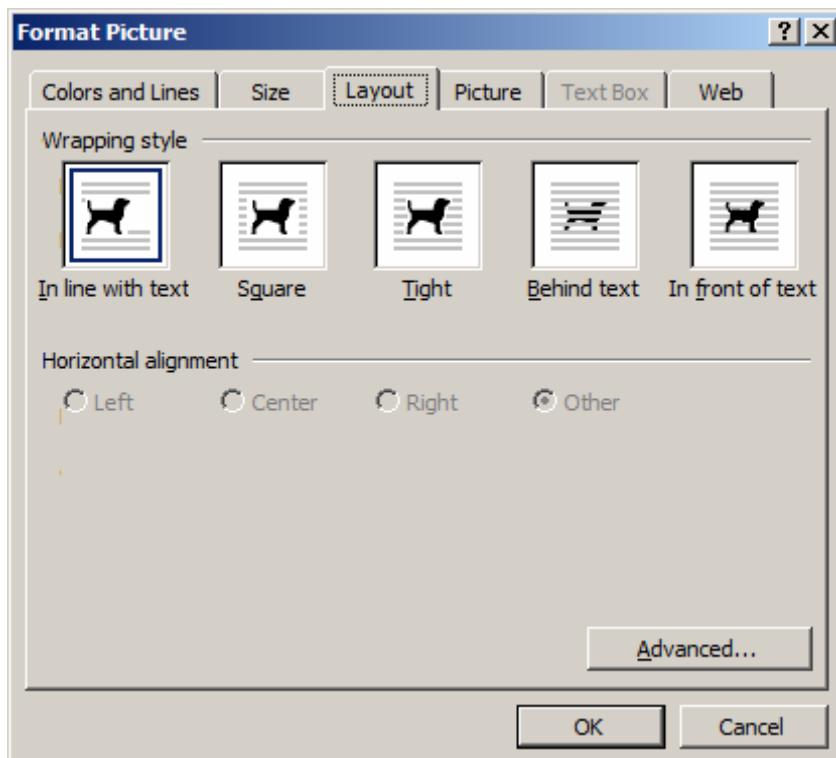 Format Picture
Colors and Lines Size Layout Picture Text Box Web
Wrapping style
In line with text Square Tight Behind text In front of text
Horizontal alignment
Left Center Right Other
Advanced...
OK Cancel